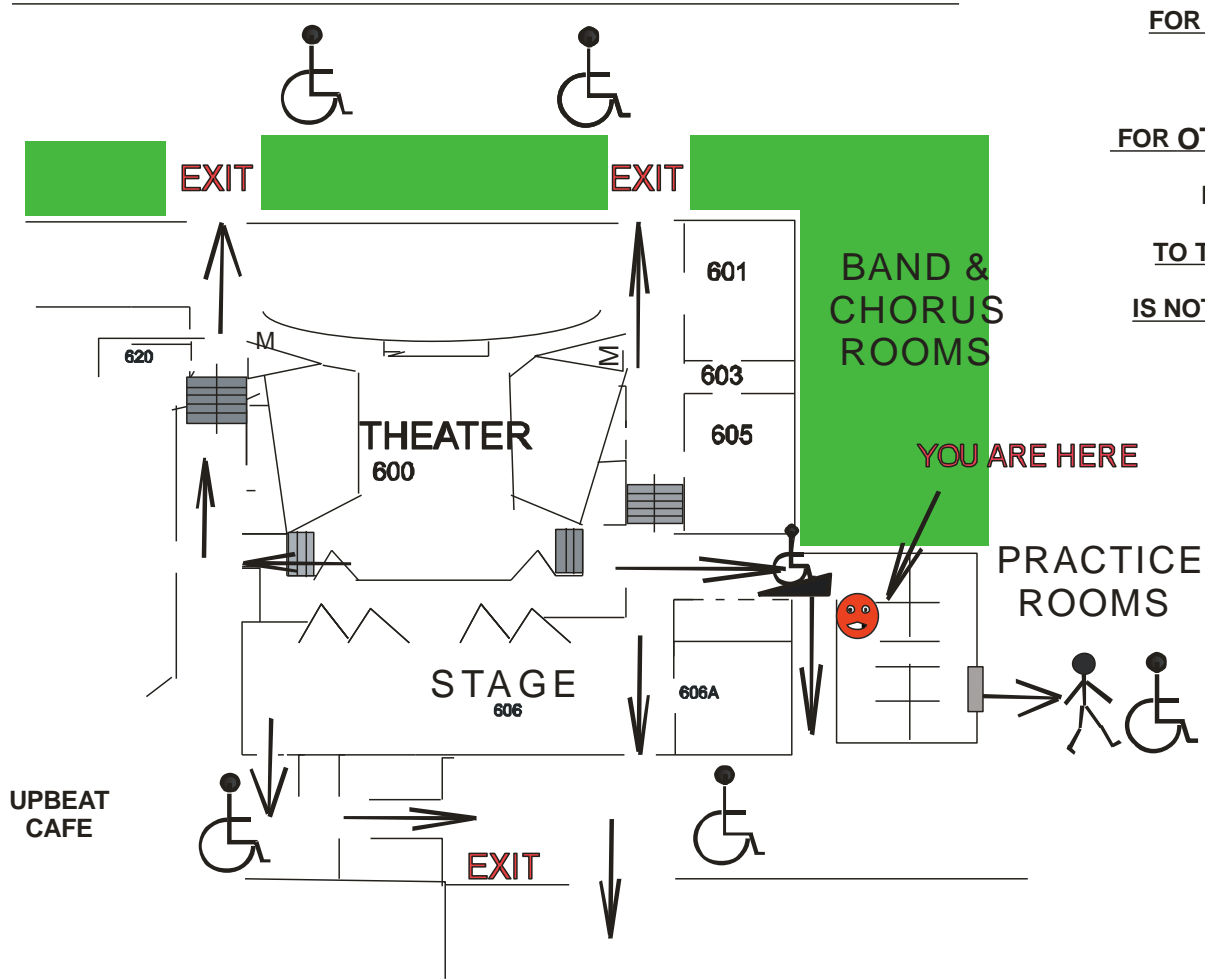 FOR
FOR OT
TO T
IS NOT
EXIT
EXIT
601
BAND &
CHORUS
ROOMS
M
M
620
603
THEATER
600
605
YOU ARE HERE
PRACTICE
ROOMS
STAGE
606
606A
UPBEAT
CAFE
EXIT